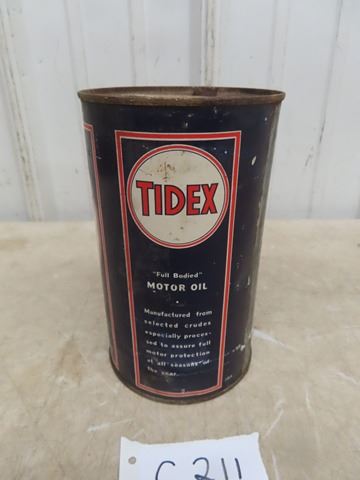 TIDEX
"Full Bodied"
MOTOR OIL
Manufactured from
selected crudes
especially proces-
sed to assure full
motor protection
at all seasons of
the year.
C 211